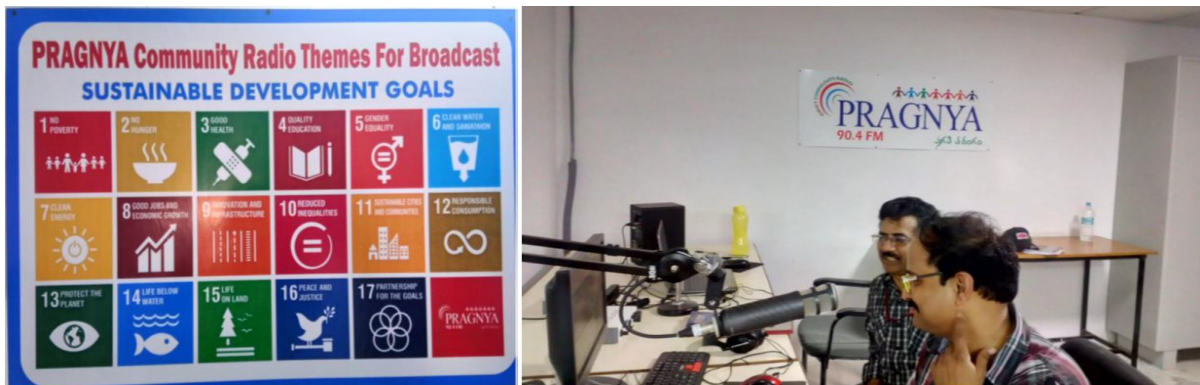 PRAGNYA Community Radio Themes For Broadcast
SUSTAINABLE DEVELOPMENT GOALS
1 NO
POVERTY
2 NO
HUNGER
3 GOOD
HEALTH
4 QUALITY
EDUCATION
5 GENDER
EQUALITY
6 CLEAN WATER
AND SANITATION
7 CLEAN
ENERGY
8 GOOD JOBS AND
ECONOMIC GROWTH
9 INNOVATION AND
INFRASTRUCTURE
10 REDUCED
INEQUALITIES
11 SUSTAINABLE CITIES
AND COMMUNITIES
12 RESPONSIBLE
CONSUMPTION
13 PROTECT THE
PLANET
14 LIFE BELOW
WATER
15 LIFE
ON LAND
16 PEACE AND
JUSTICE
17 PARTNERSHIP
FOR THE GOALS
PRAGNYA
90.4 FM
PRAGNYA
90.4 FM